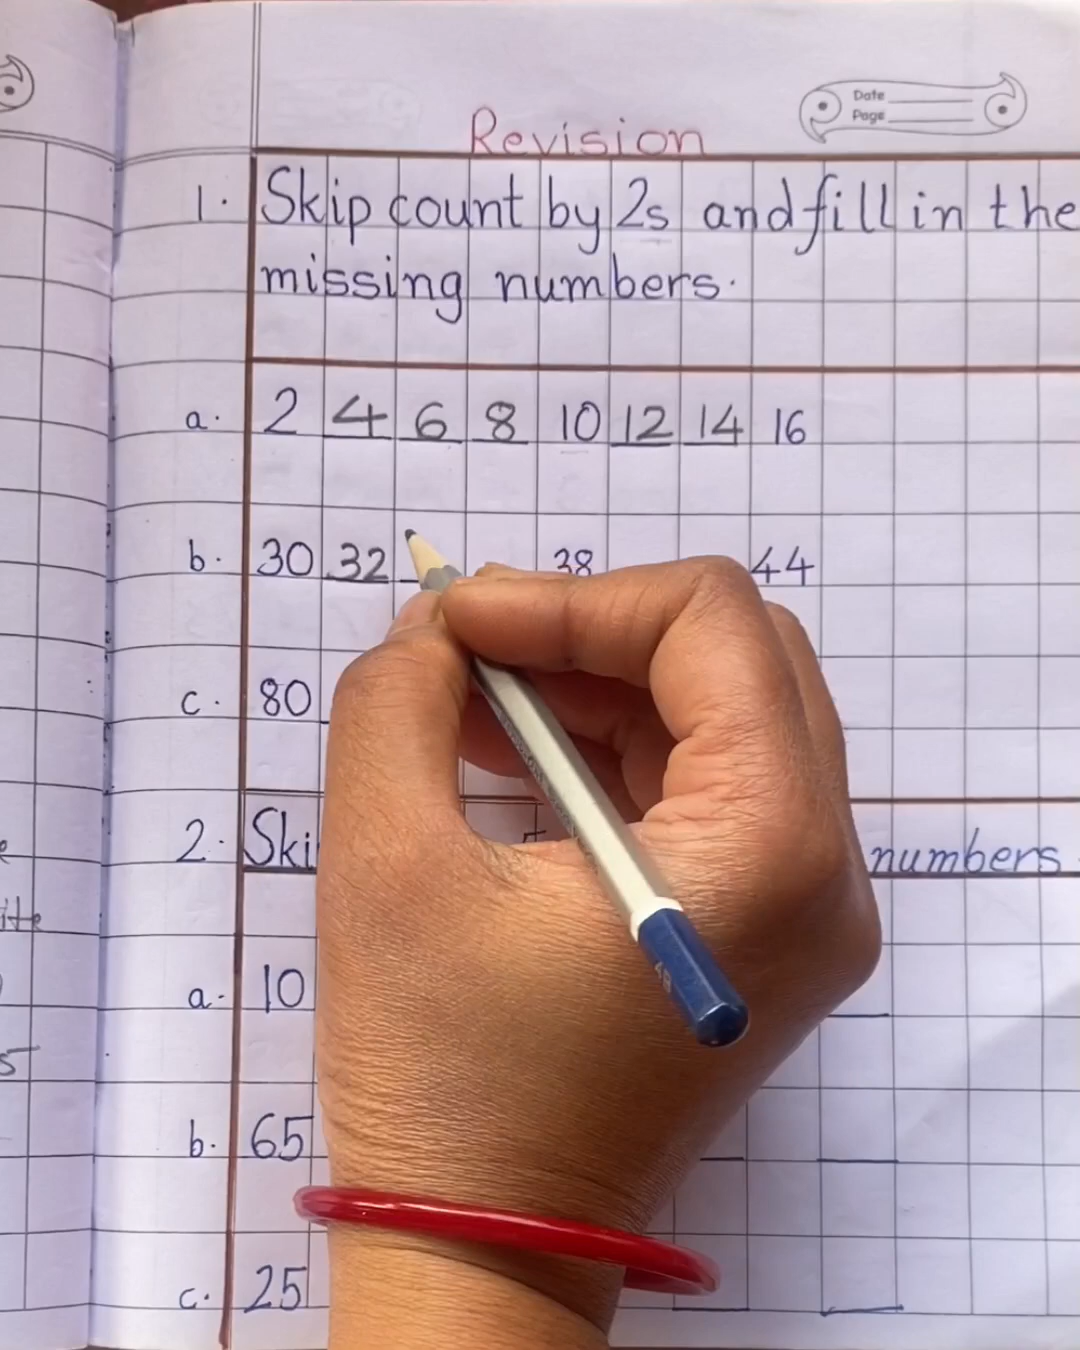 Date
Page
Revision
1. Skip count by 2s and fill in the
missing numbers.
a. 2 4 6 8 10 12 14 16
b. 30 32 38 44
c. 80
2. numbers.
a. 10
b. 65
c. 25